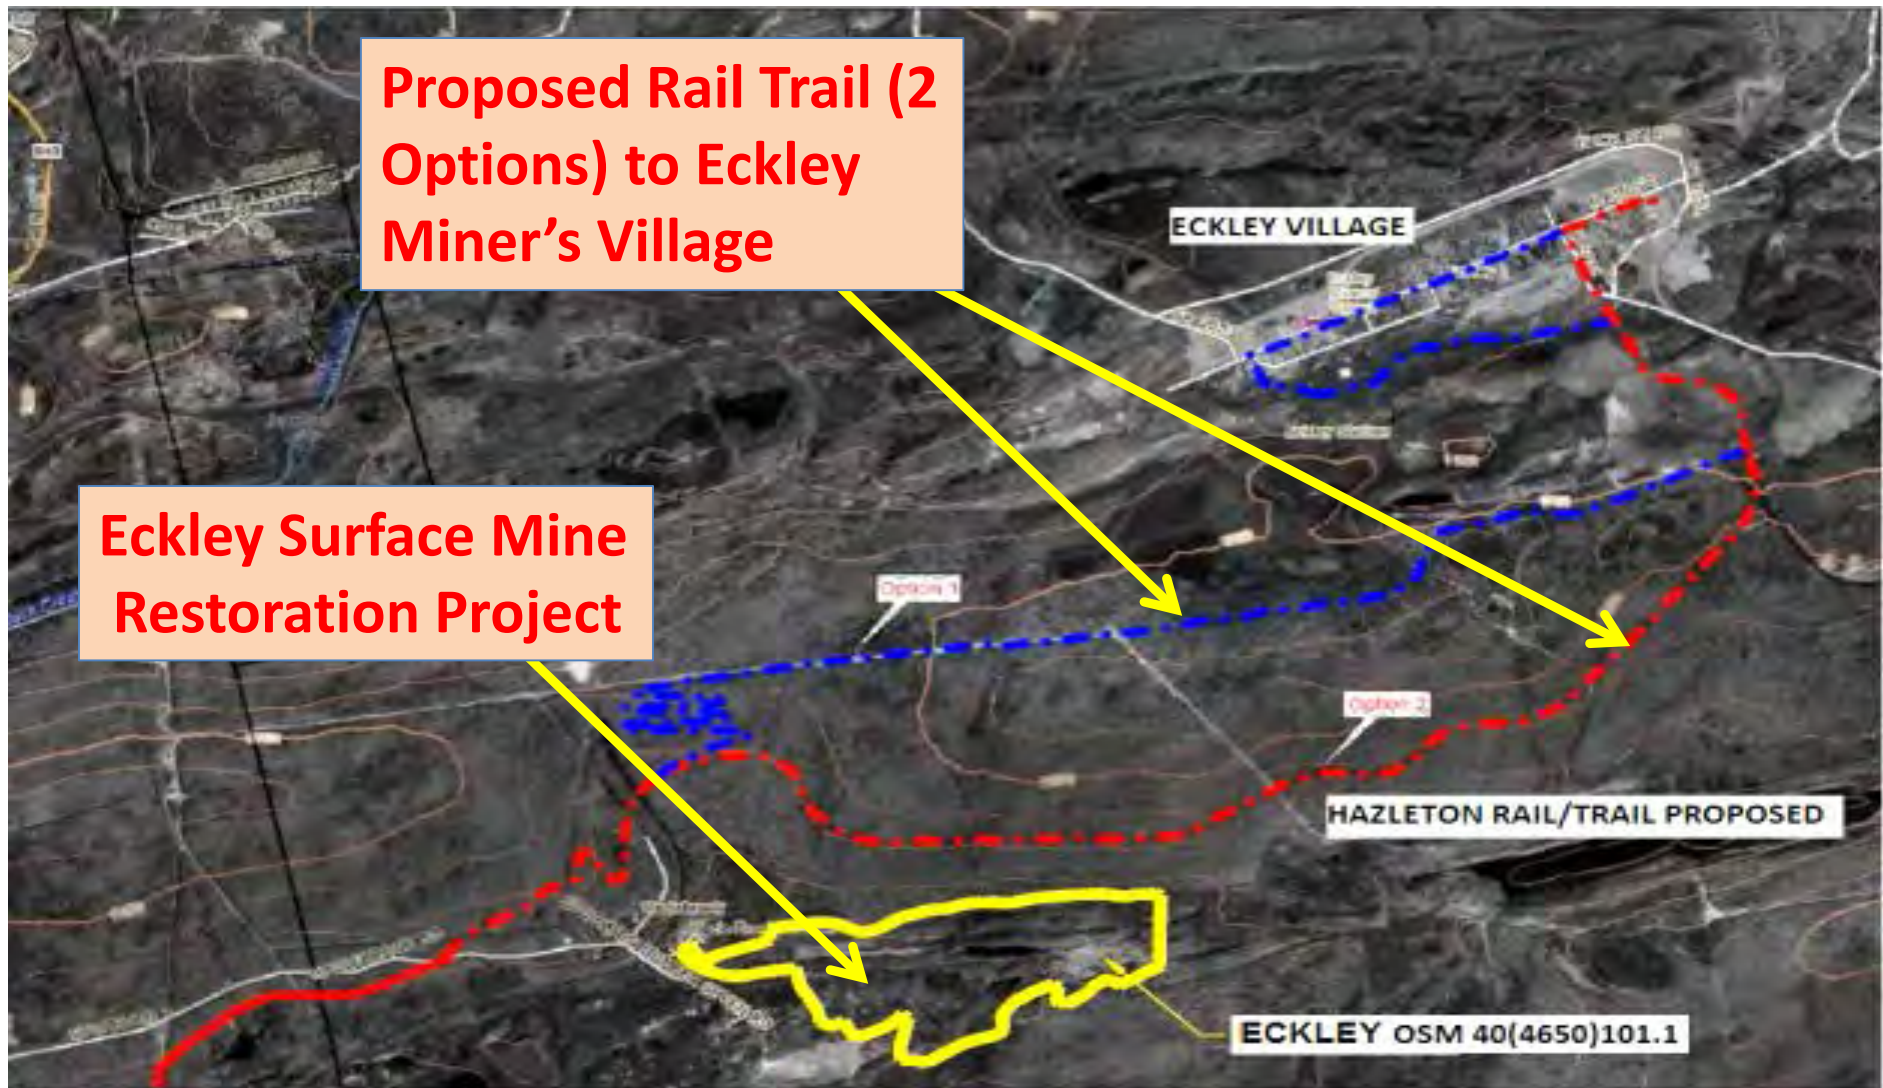 Proposed Rail Trail (2
Options) to Eckley
Miner’s Village
ECKLEY VILLAGE
Eckley Surface Mine
Restoration Project
Option 1
Option 2
HAZLETON RAIL/TRAIL PROPOSED
ECKLEY OSM 40(4650)101.1